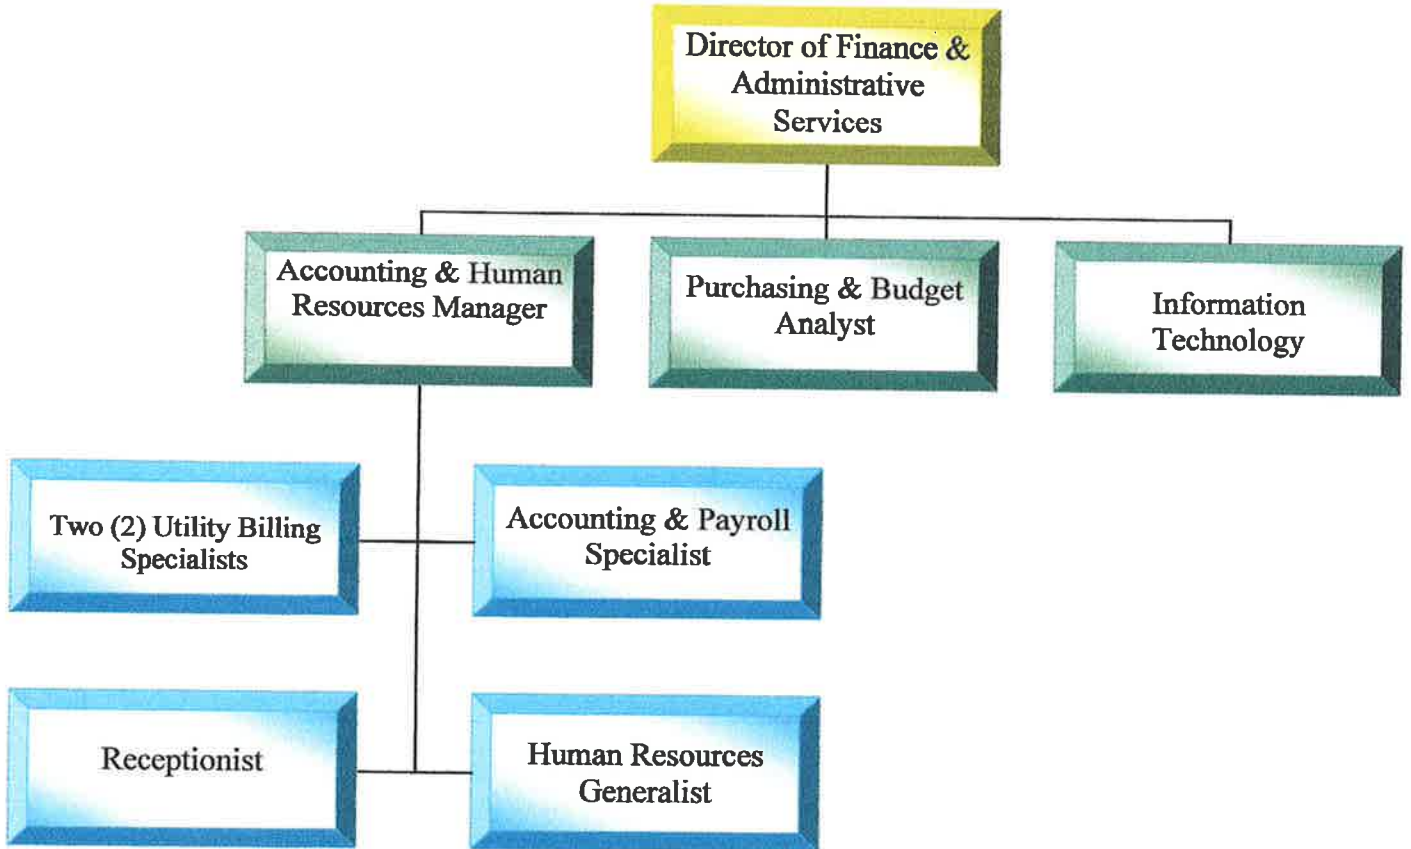 Director of Finance &
Administrative
Services
Accounting & Human
Resources Manager
Purchasing & Budget
Analyst
Information
Technology
Two (2) Utility Billing
Specialists
Accounting & Payroll
Specialist
Receptionist
Human Resources
Generalist